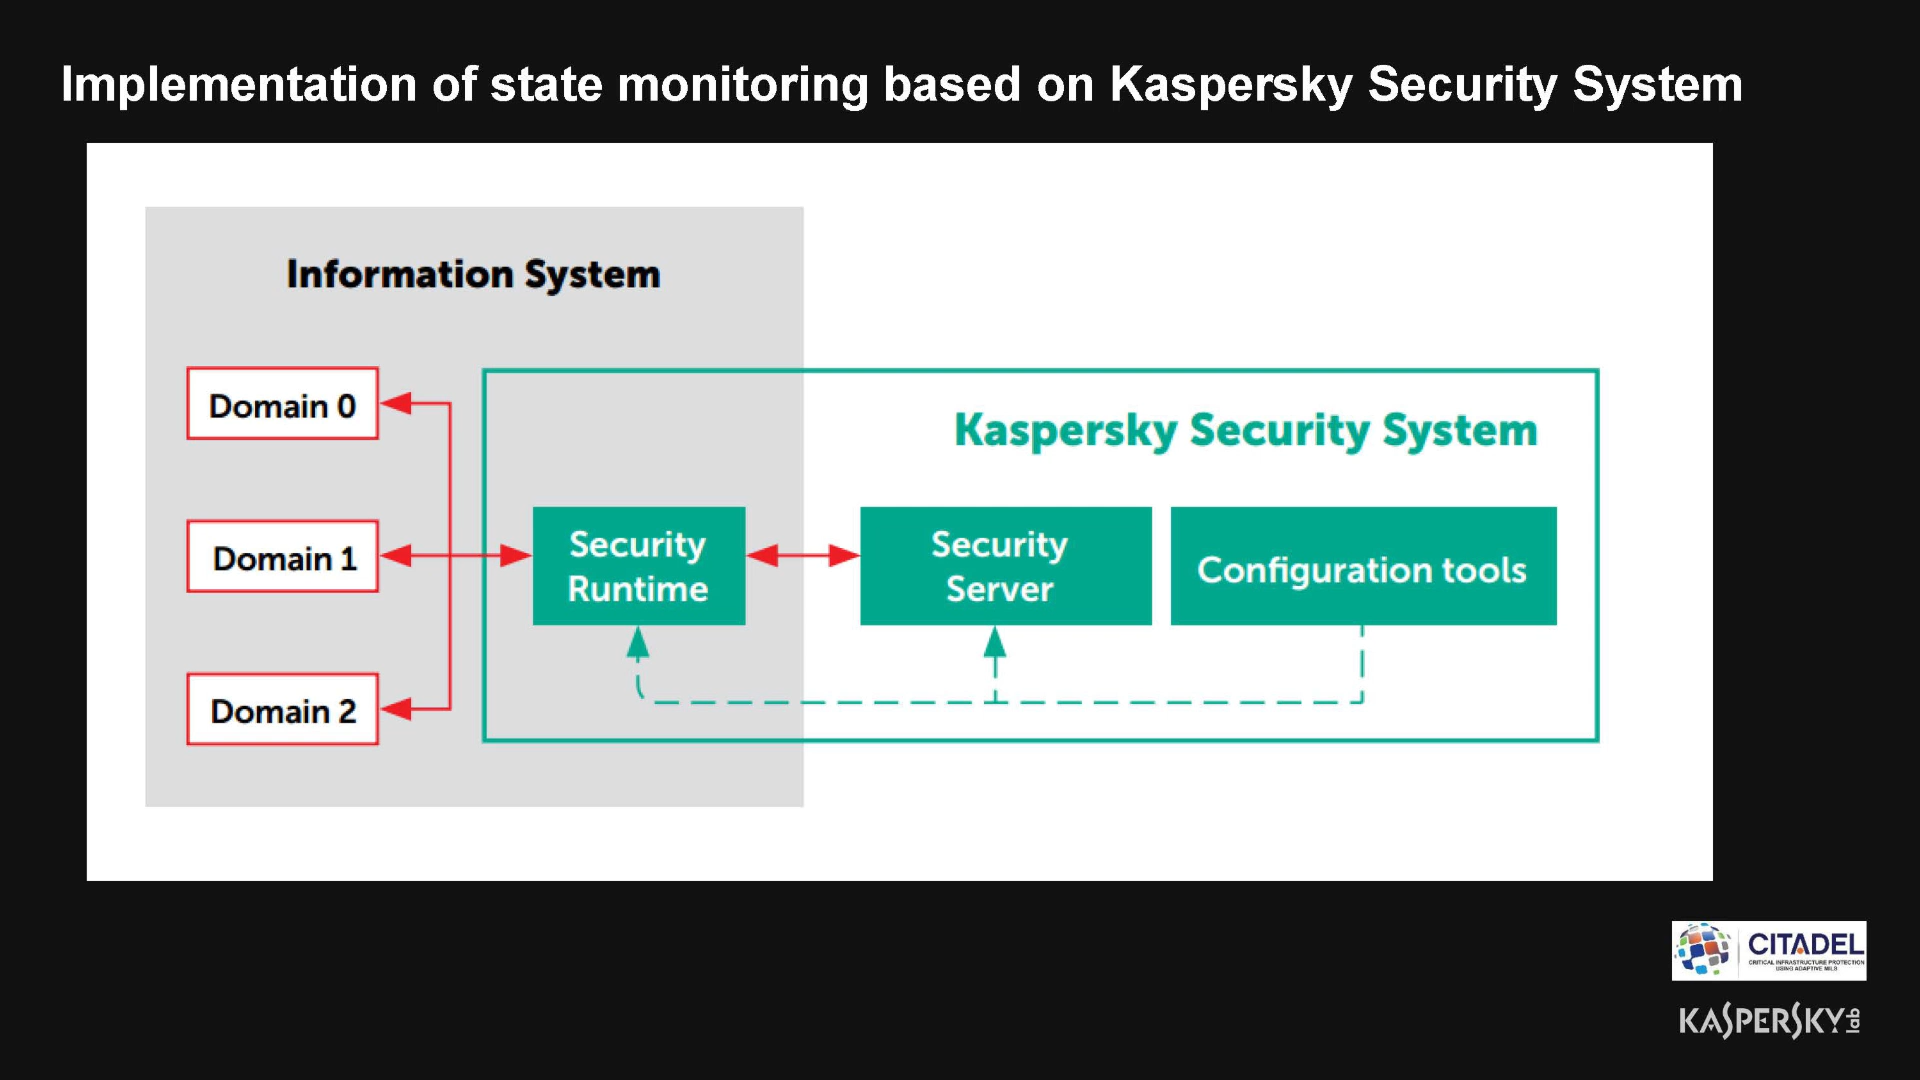 Implementation of state monitoring based on Kaspersky Security System
Information System
Domain 0
Domain 1
Domain 2
Kaspersky Security System
Security
Runtime
Security
Server
Configuration tools
CITADEL
CRITICAL INFRASTRUCTURE PROTECTION
USING ADAPTIVE MILS
KASPERSKY lab